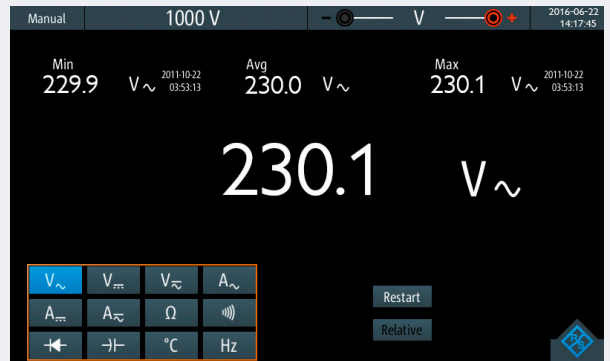 Manual 1000 V - V + 2016-06-22
14:17:45
Min Avg Max
229.9 V~ 2011-10-22 03:53:13 230.0 V~ 230.1 V~ 2011-10-22 03:53:13
230.1 V~
V~ V⎓ V⏦ A~
A⎓ A⏦ Ω
°C Hz
Restart
Relative
R&S